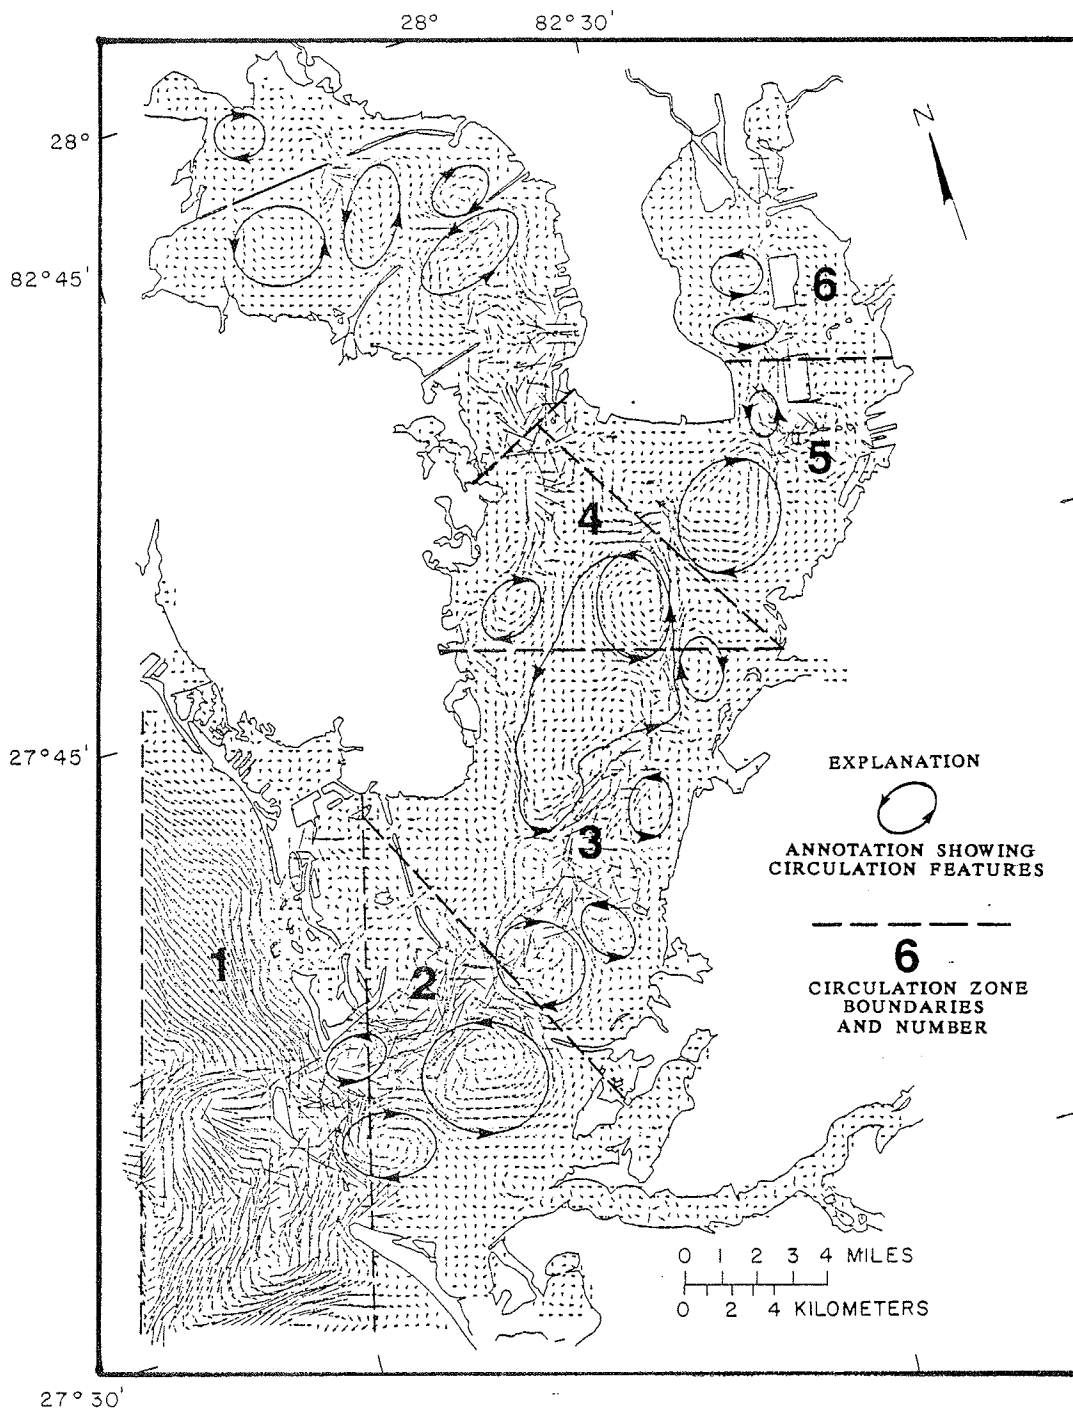 28° 82°30'
N
28°
82°45'
6
5
4
27°45'
EXPLANATION
ANNOTATION SHOWING
CIRCULATION FEATURES
3
1
2
6
CIRCULATION ZONE
BOUNDARIES
AND NUMBER
0 1 2 3 4 MILES
0 2 4 KILOMETERS
27°30'